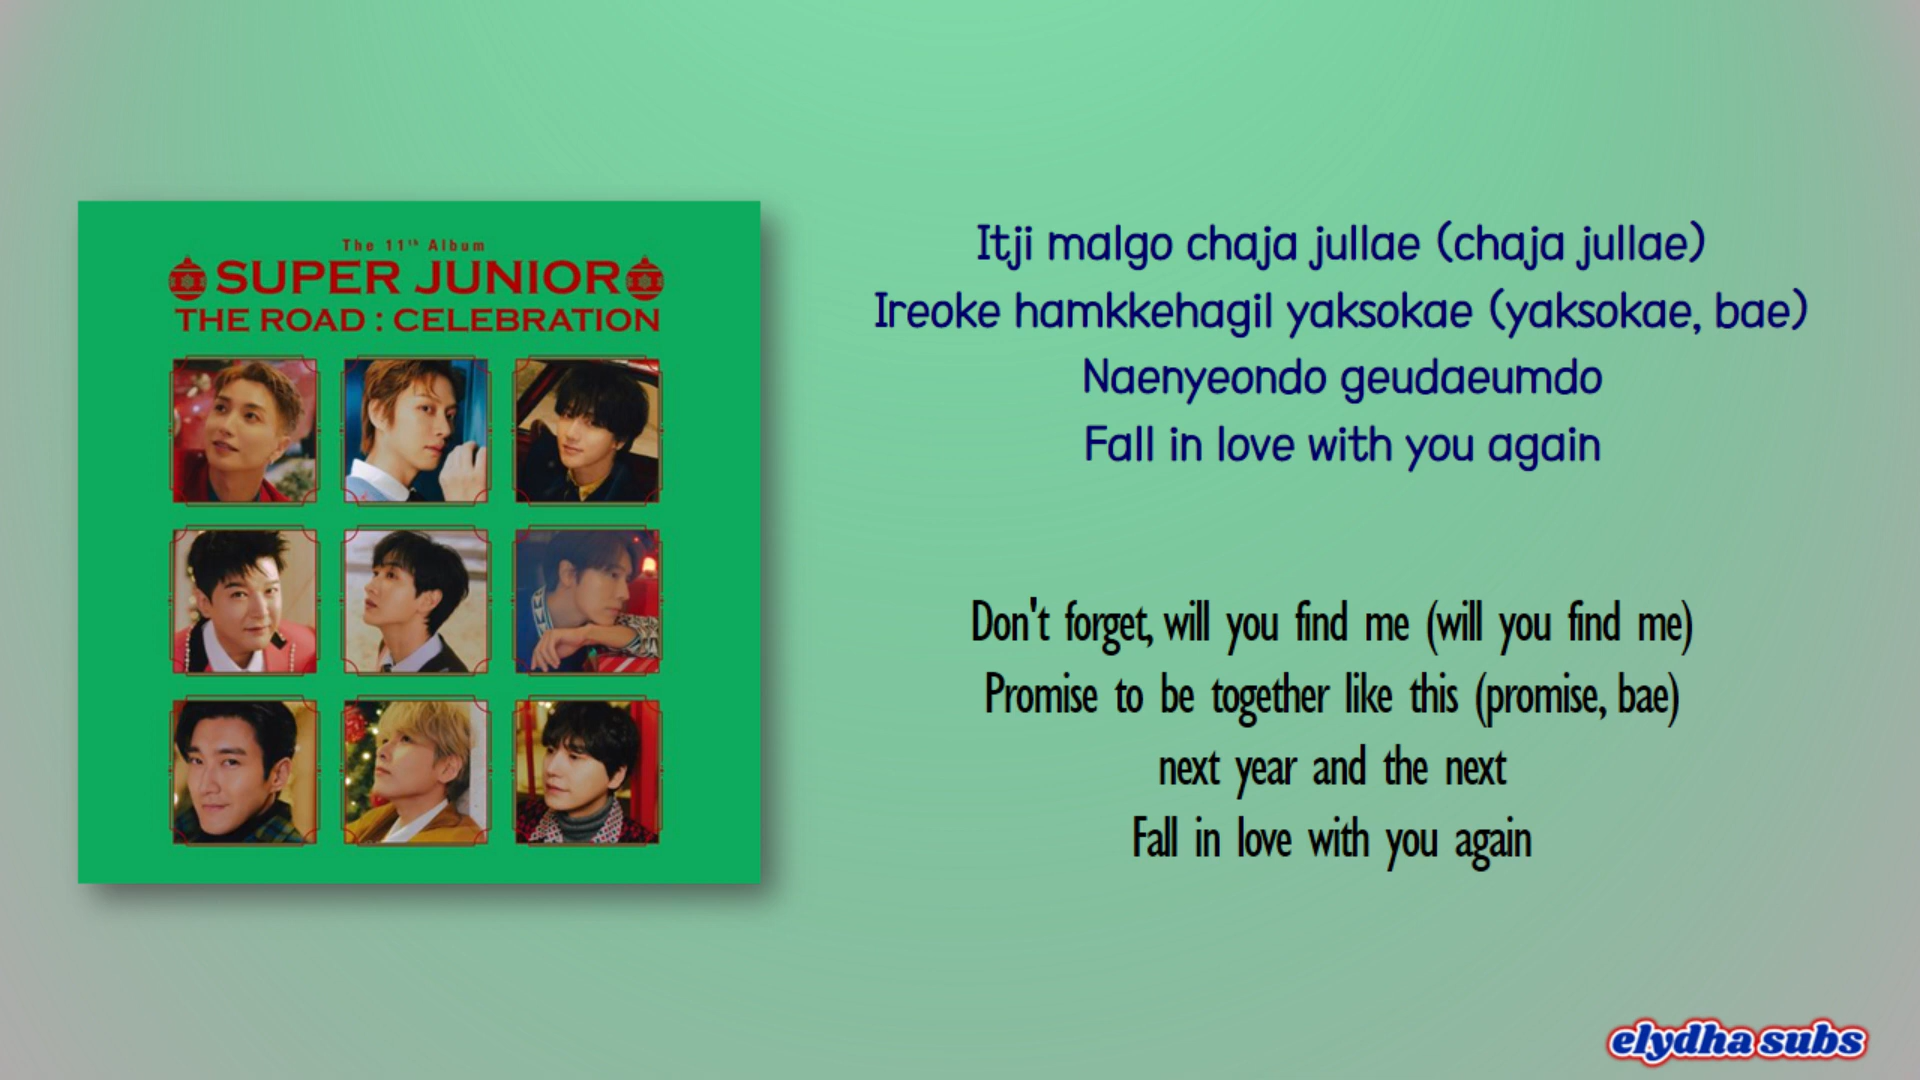 The 11th Album
SUPER JUNIOR
THE ROAD : CELEBRATION
Itji malgo chaja jullae (chaja jullae)
Ireoke hamkkehagil yaksokae (yaksokae, bae)
Naenyeondo geudaeumdo
Fall in love with you again
Don't forget, will you find me (will you find me)
Promise to be together like this (promise, bae)
next year and the next
Fall in love with you again
elydha subs